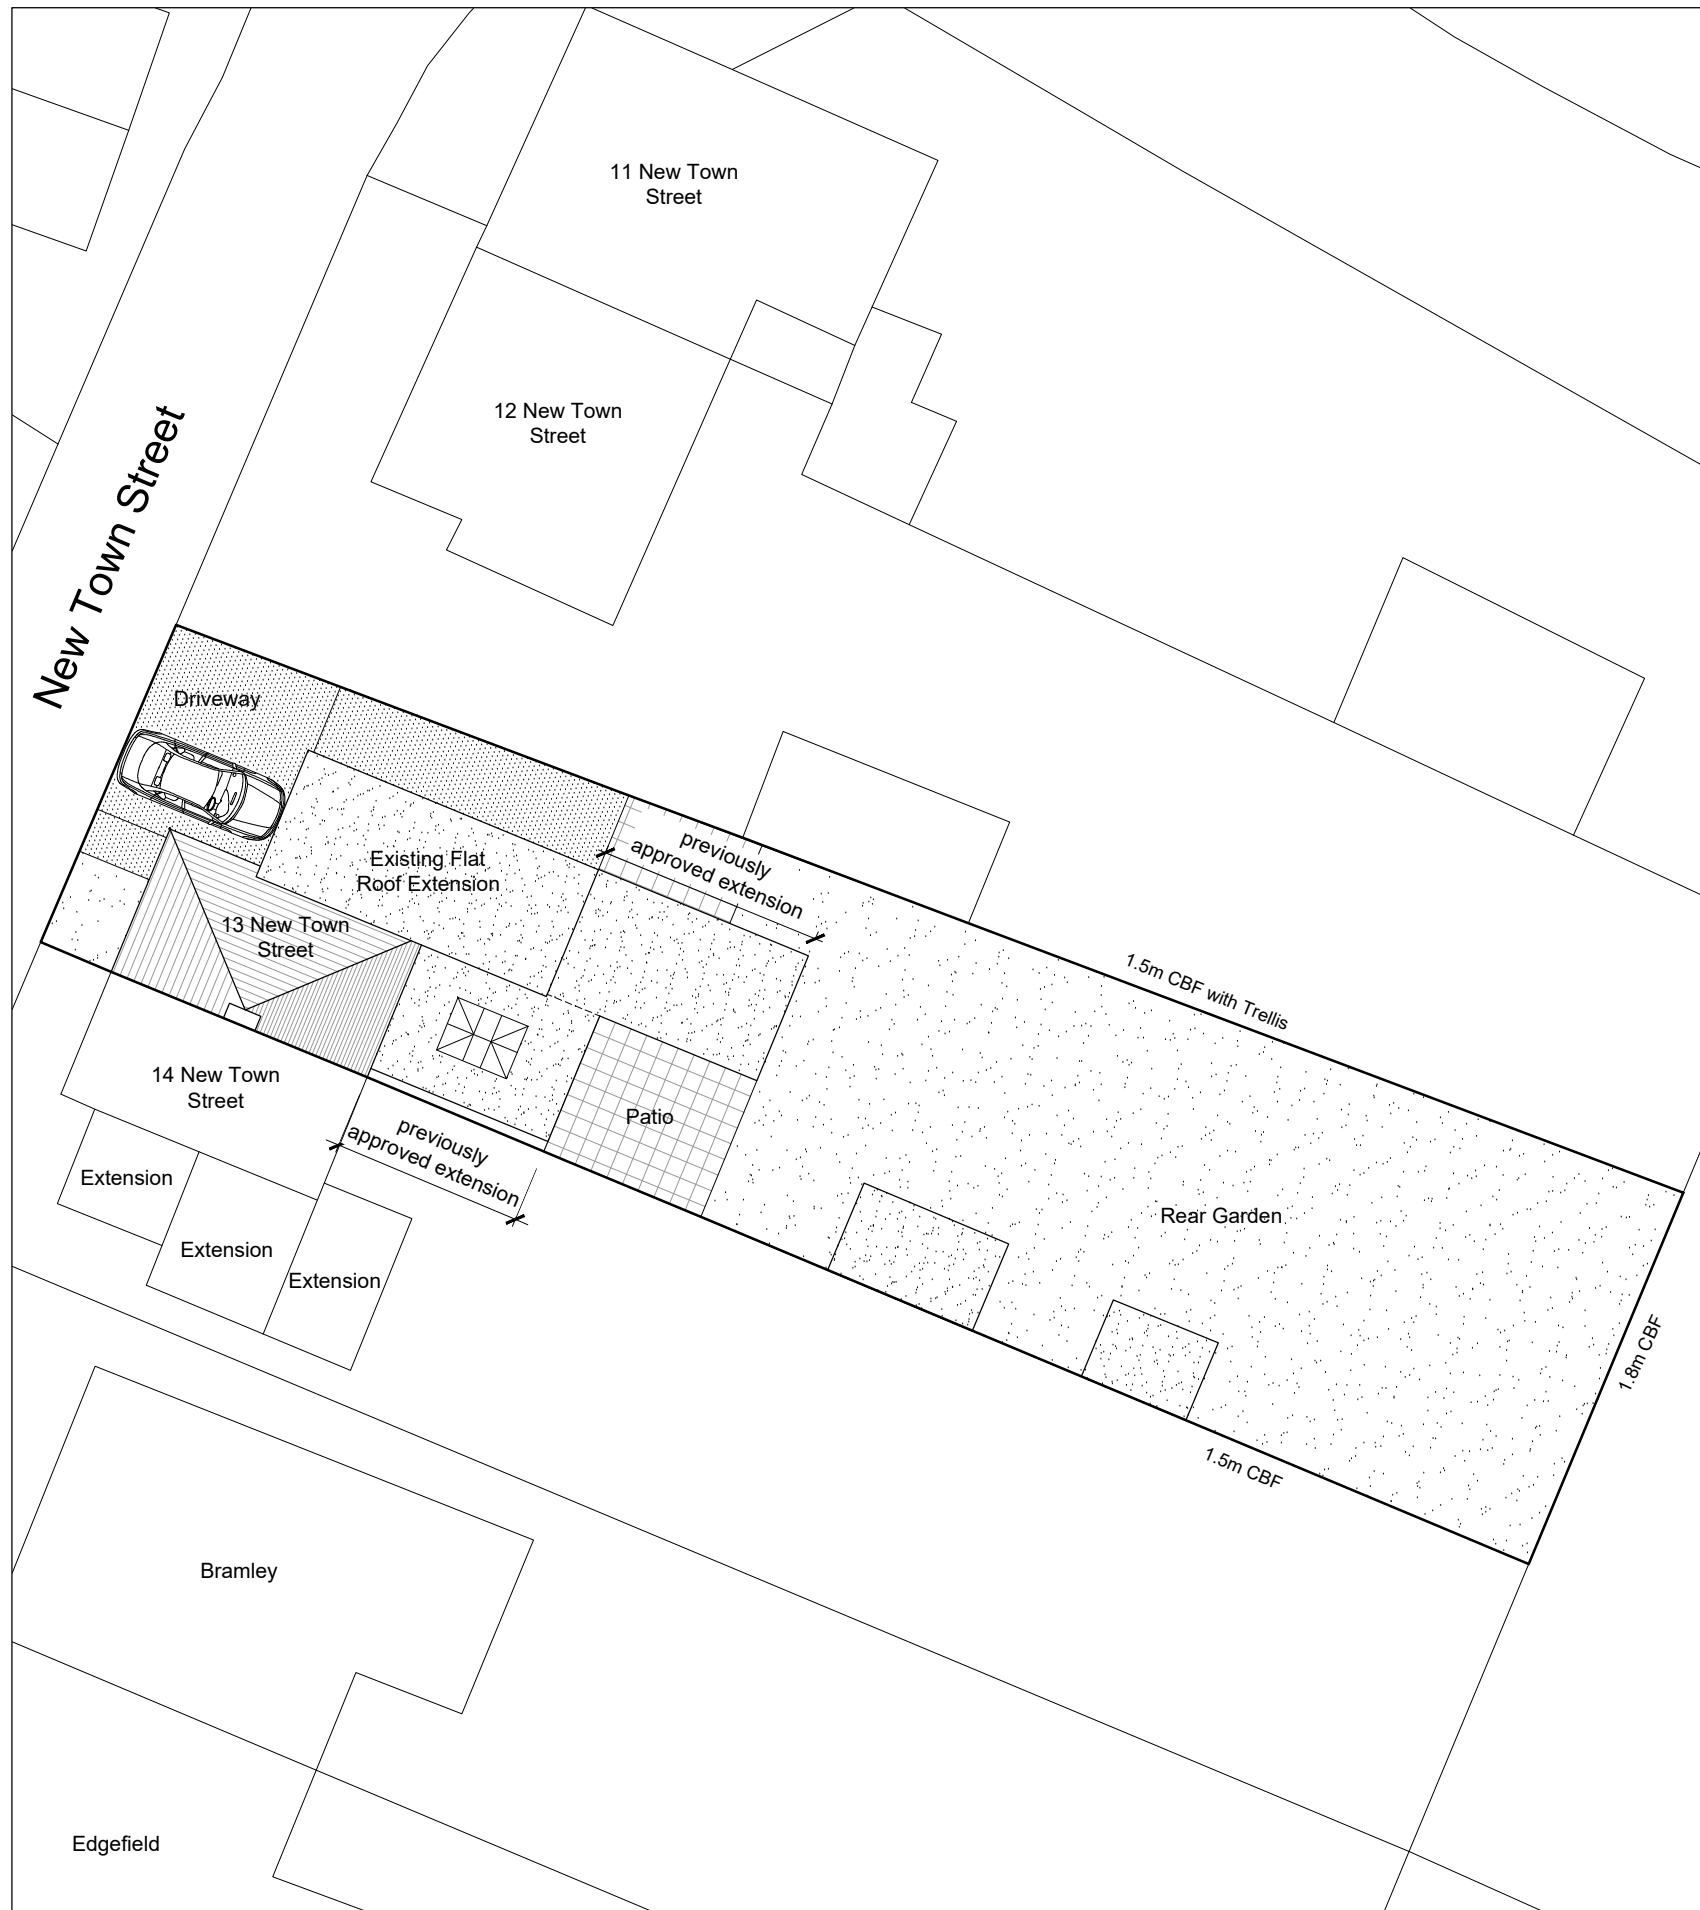 11 New Town
Street
12 New Town
Street
New Town Street
Driveway
previously
approved extension
Existing Flat
Roof Extension
13 New Town
Street
1.5m CBF with Trellis
14 New Town
Street
Patio
previously
approved extension
Extension
Extension
Extension
Rear Garden
1.8m CBF
1.5m CBF
Bramley
Edgefield